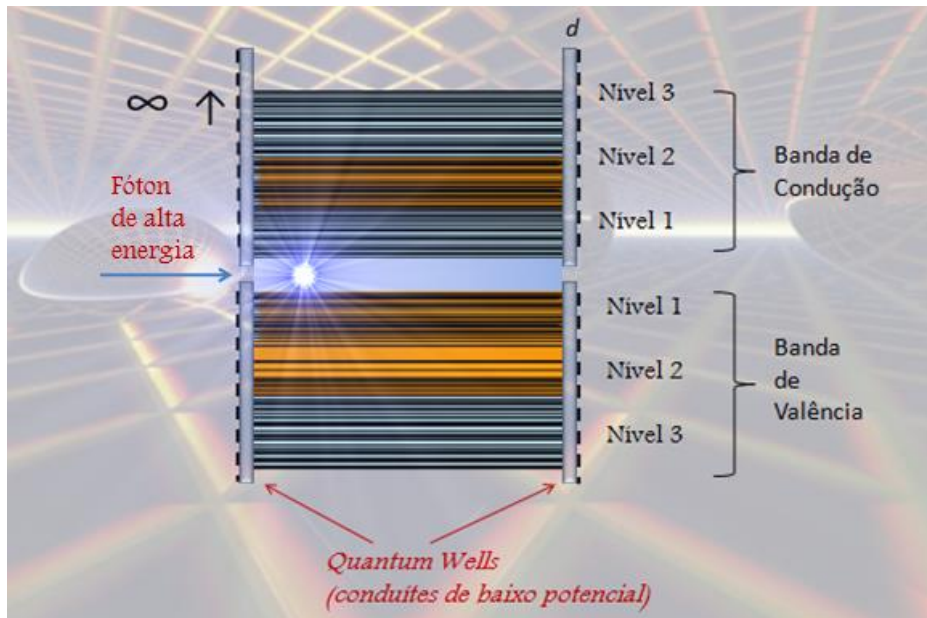 d
∞ ↑
Nível 3
Nível 2
Nível 1
Banda de
Condução
Fóton
de alta
energia
Nível 1
Nível 2
Nível 3
Banda
de
Valência
Quantum Wells
(conduítes de baixo potencial)